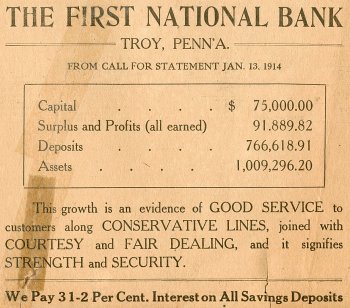 THE FIRST NATIONAL BANK
TROY, PENN'A.
FROM CALL FOR STATEMENT JAN. 13, 1914
Capital . . . . $ 75,000.00
Surplus and Profits (all earned) 91.889.82
Deposits . . . . 766,618.91
Assets . . . . 1,009,296.20
This growth is an evidence of GOOD SERVICE to
customers along CONSERVATIVE LINES, joined with
COURTESY and FAIR DEALING, and it signifies
STRENGTH and SECURITY.
We Pay 3 1-2 Per Cent. Interest on All Savings Deposits